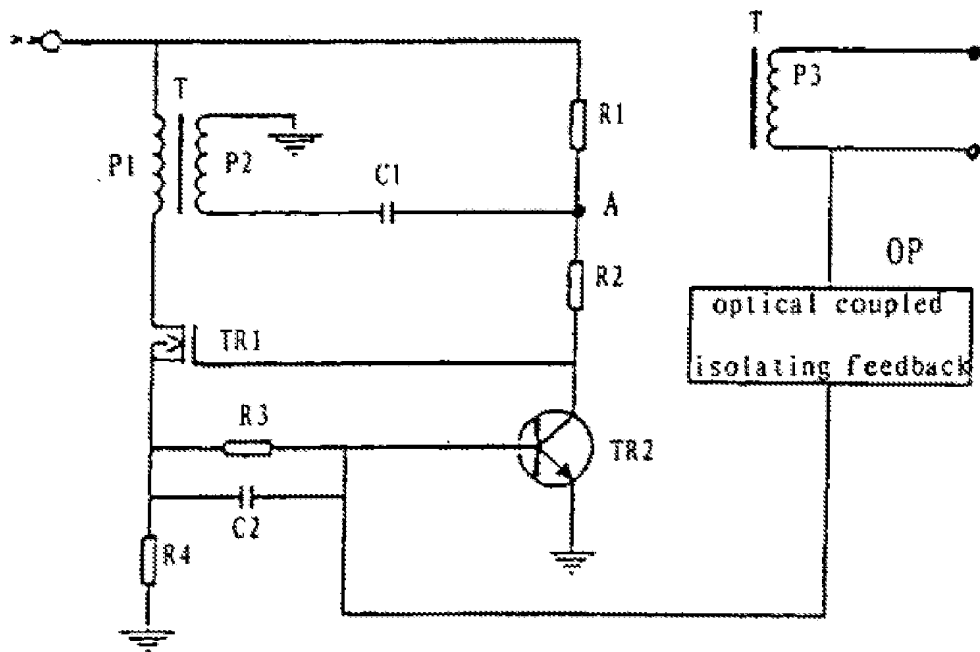 T
P3
T
R1
P1
P2
C1
A
OP
R2
optical coupled
TR1
isolating feedback
R3
TR2
C2
R4